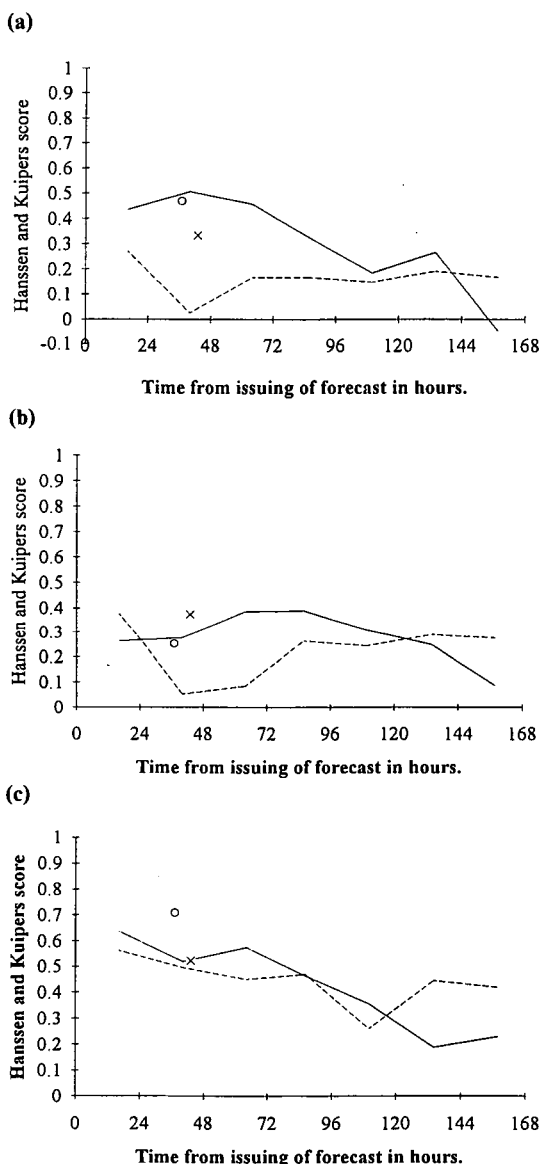 (a)
Hanssen and Kuipers score
1
0.9
0.8
0.7
0.6
0.5
0.4
0.3
0.2
0.1
0
-0.1
0 24 48 72 96 120 144 168
Time from issuing of forecast in hours.
(b)
Hanssen and Kuipers score
1
0.9
0.8
0.7
0.6
0.5
0.4
0.3
0.2
0.1
0
0 24 48 72 96 120 144 168
Time from issuing of forecast in hours.
(c)
Hanssen and Kuipers score
1
0.9
0.8
0.7
0.6
0.5
0.4
0.3
0.2
0.1
0
0 24 48 72 96 120 144 168
Time from issuing of forecast in hours.